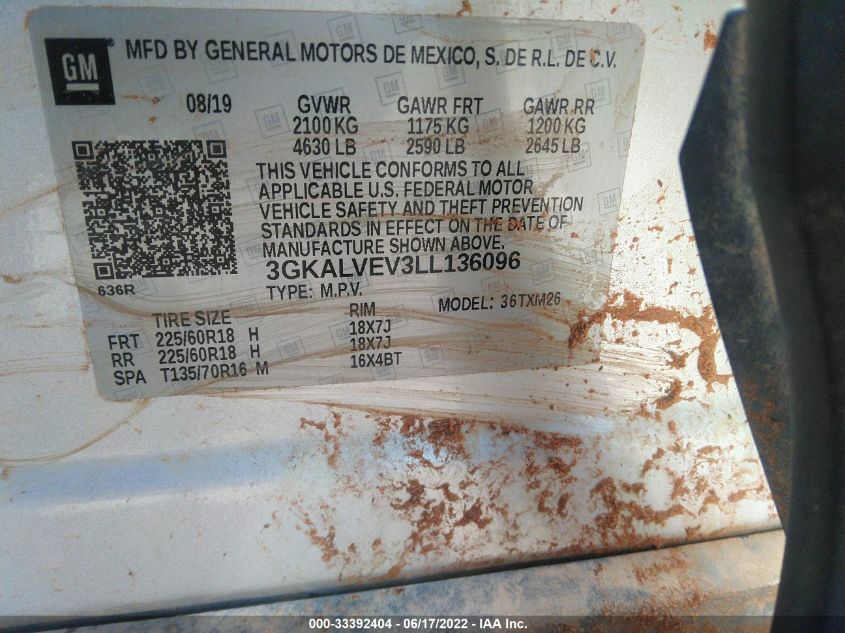 GM
MFD BY GENERAL MOTORS DE MEXICO, S. DE R.L. DE C.V.
08/19 GVWR GAWR FRT GAWR RR
2100 KG 1175 KG 1200 KG
4630 LB 2590 LB 2645 LB
THIS VEHICLE CONFORMS TO ALL
APPLICABLE U.S. FEDERAL MOTOR
VEHICLE SAFETY AND THEFT PREVENTION
STANDARDS IN EFFECT ON THE DATE OF
MANUFACTURE SHOWN ABOVE.
3GKALVEV3LL136096
636R
TYPE: M.P.V. MODEL: 36TXM26
TIRE SIZE RIM
FRT 225/60R18 H 18X7J
RR 225/60R18 H 18X7J
SPA T135/70R16 M 16X4BT
000-33392404 / 06/17/2022 - IAA Inc.